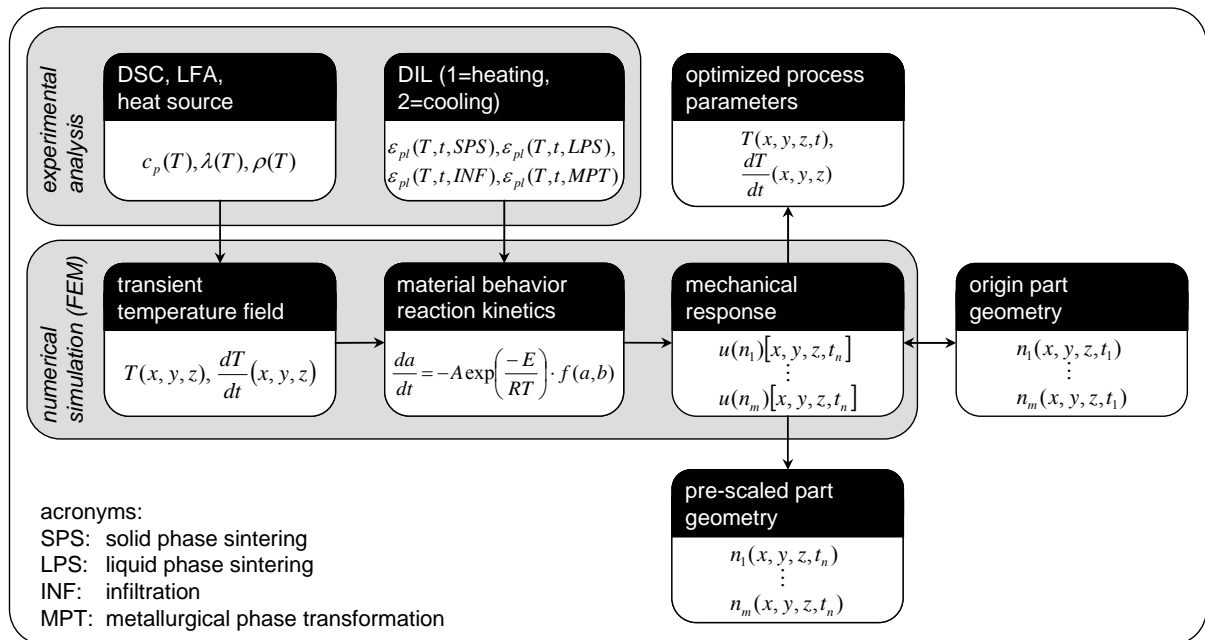 experimental
analysis
DSC, LFA,
heat source
c_p(T), λ(T), ρ(T)
DIL (1=heating,
2=cooling)
ε_pl(T,t,SPS), ε_pl(T,t,LPS),
ε_pl(T,t,INF), ε_pl(T,t,MPT)
optimized process
parameters
T(x, y, z, t),
dT/dt (x, y, z)
numerical
simulation (FEM)
transient
temperature field
T(x, y, z), dT/dt (x, y, z)
material behavior
reaction kinetics
da/dt = -A exp(-E/RT) · f(a,b)
mechanical
response
u(n_1)[x, y, z, t_n]
⋮
u(n_m)[x, y, z, t_n]
origin part
geometry
n_1(x, y, z, t_1)
⋮
n_m(x, y, z, t_1)
pre-scaled part
geometry
n_1(x, y, z, t_n)
⋮
n_m(x, y, z, t_n)
acronyms:
SPS: solid phase sintering
LPS: liquid phase sintering
INF: infiltration
MPT: metallurgical phase transformation